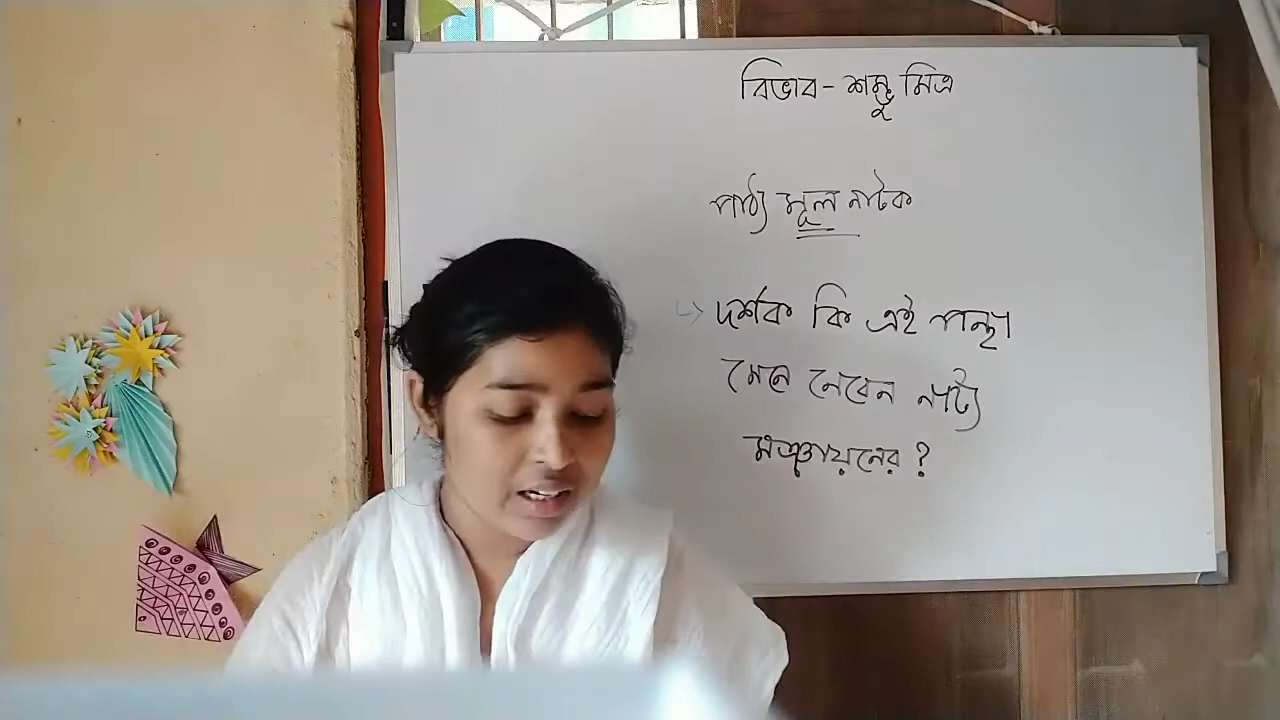 বিভাব - শম্ভু মিত্র
পাঠ্য মূল নাটক
↳ দর্শক কি এই পন্থা
মেনে নেবেন নাট্য
মঞ্চায়নের ?